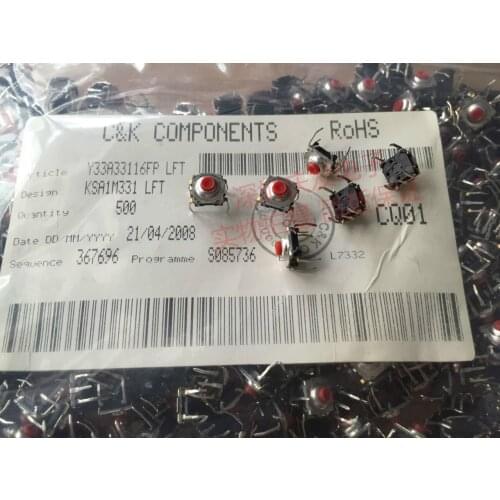 C&K COMPONENTS RoHS
Article Y33A33116FP LFT
Design KSA1M331 LFT
Quantity 500
CQ01
Date DD/MM/YYYY 21/04/2008
Sequence 367696 Programme S085736 L7332